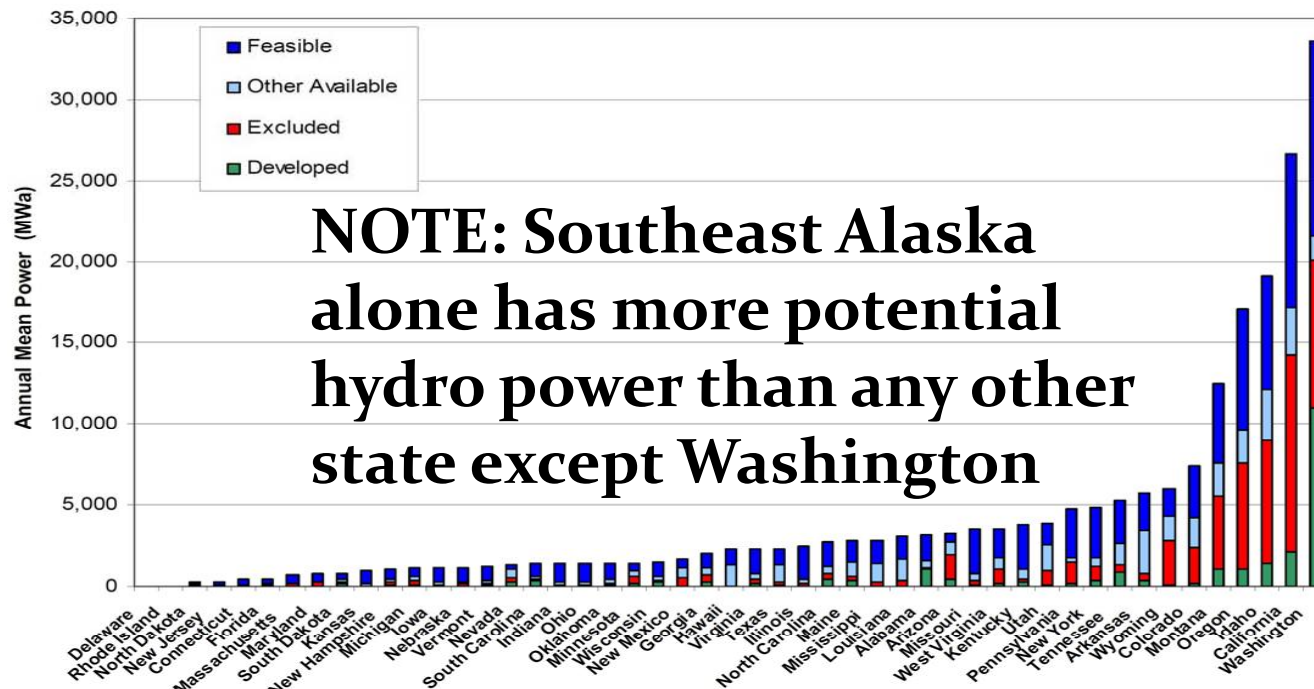 35,000
30,000
25,000
20,000
15,000
10,000
5,000
0
Annual Mean Power (MWa)
Feasible
Other Available
Excluded
Developed
NOTE: Southeast Alaska
alone has more potential
hydro power than any other
state except Washington
Delaware
Rhode Island
North Dakota
New Jersey
Connecticut
Florida
Massachusetts
Maryland
South Dakota
Kansas
New Hampshire
Michigan
Iowa
Nebraska
Vermont
Nevada
South Carolina
Indiana
Ohio
Oklahoma
Minnesota
Wisconsin
New Mexico
Georgia
Hawaii
Virginia
Texas
Illinois
North Carolina
Maine
Mississippi
Louisiana
Alabama
Arizona
Missouri
West Virginia
Kentucky
Utah
Pennsylvania
New York
Tennessee
Arkansas
Wyoming
Colorado
Montana
Oregon
Idaho
California
Washington